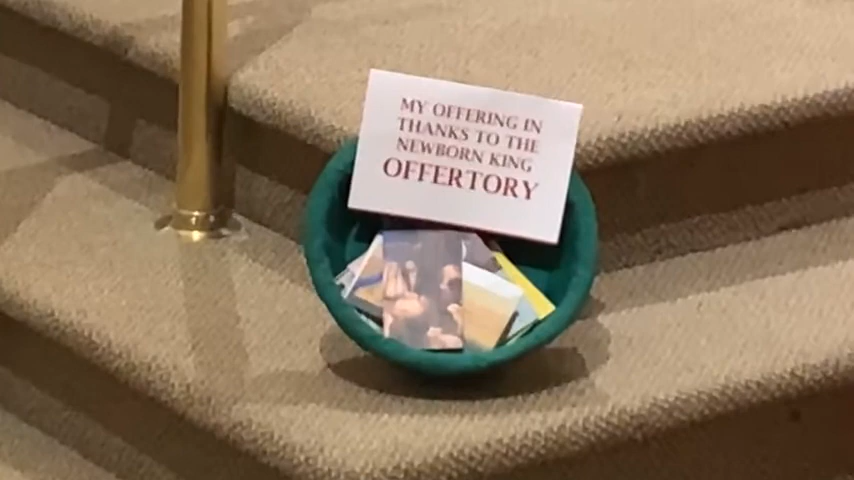 MY OFFERING IN
THANKS TO THE
NEWBORN KING
OFFERTORY